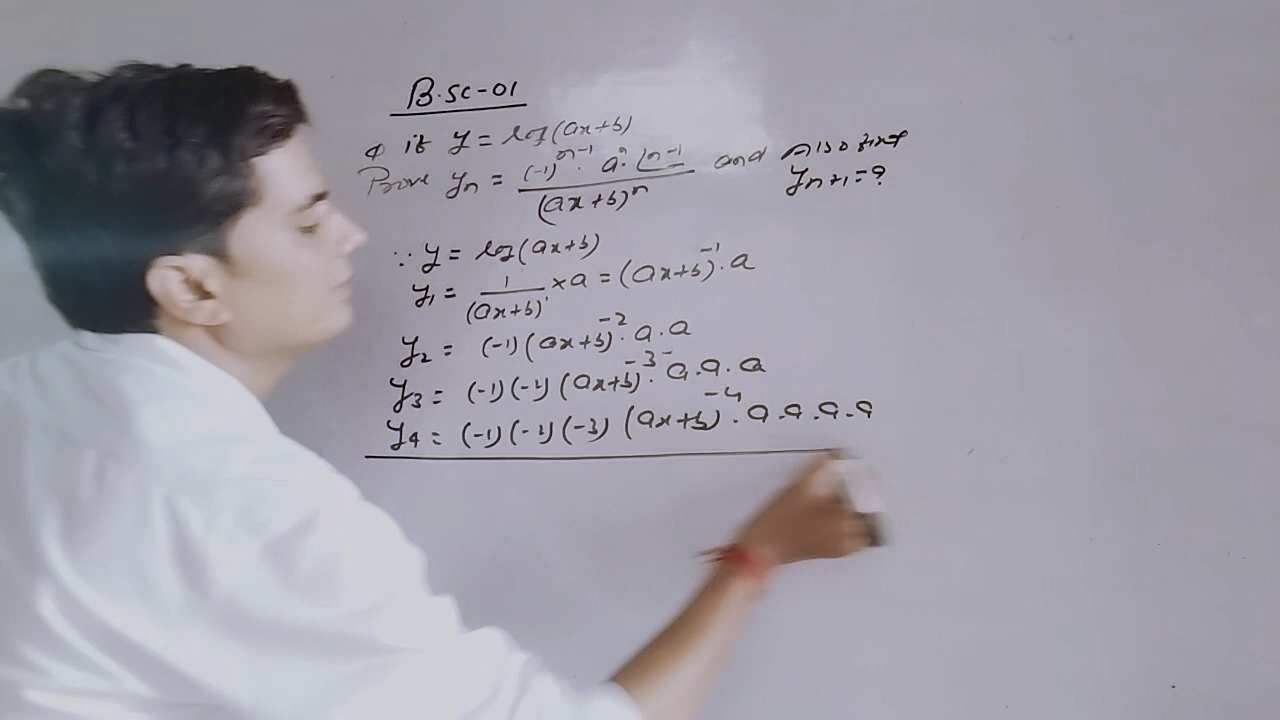 B.SC-01
Q if y = log(ax+b)
Prove yn = (-1)^n-1 . a^n . |n-1 / (ax+b)^n and Also find
yn+1 = ?
∵ y = log(ax+b)
y1 = 1/(ax+b)^1 × a = (ax+b)^-1 . a
y2 = (-1)(ax+b)^-2 . a . a
y3 = (-1)(-2)(ax+b)^-3 . a . a . a
y4 = (-1)(-2)(-3)(ax+b)^-4 . a . a . a . a